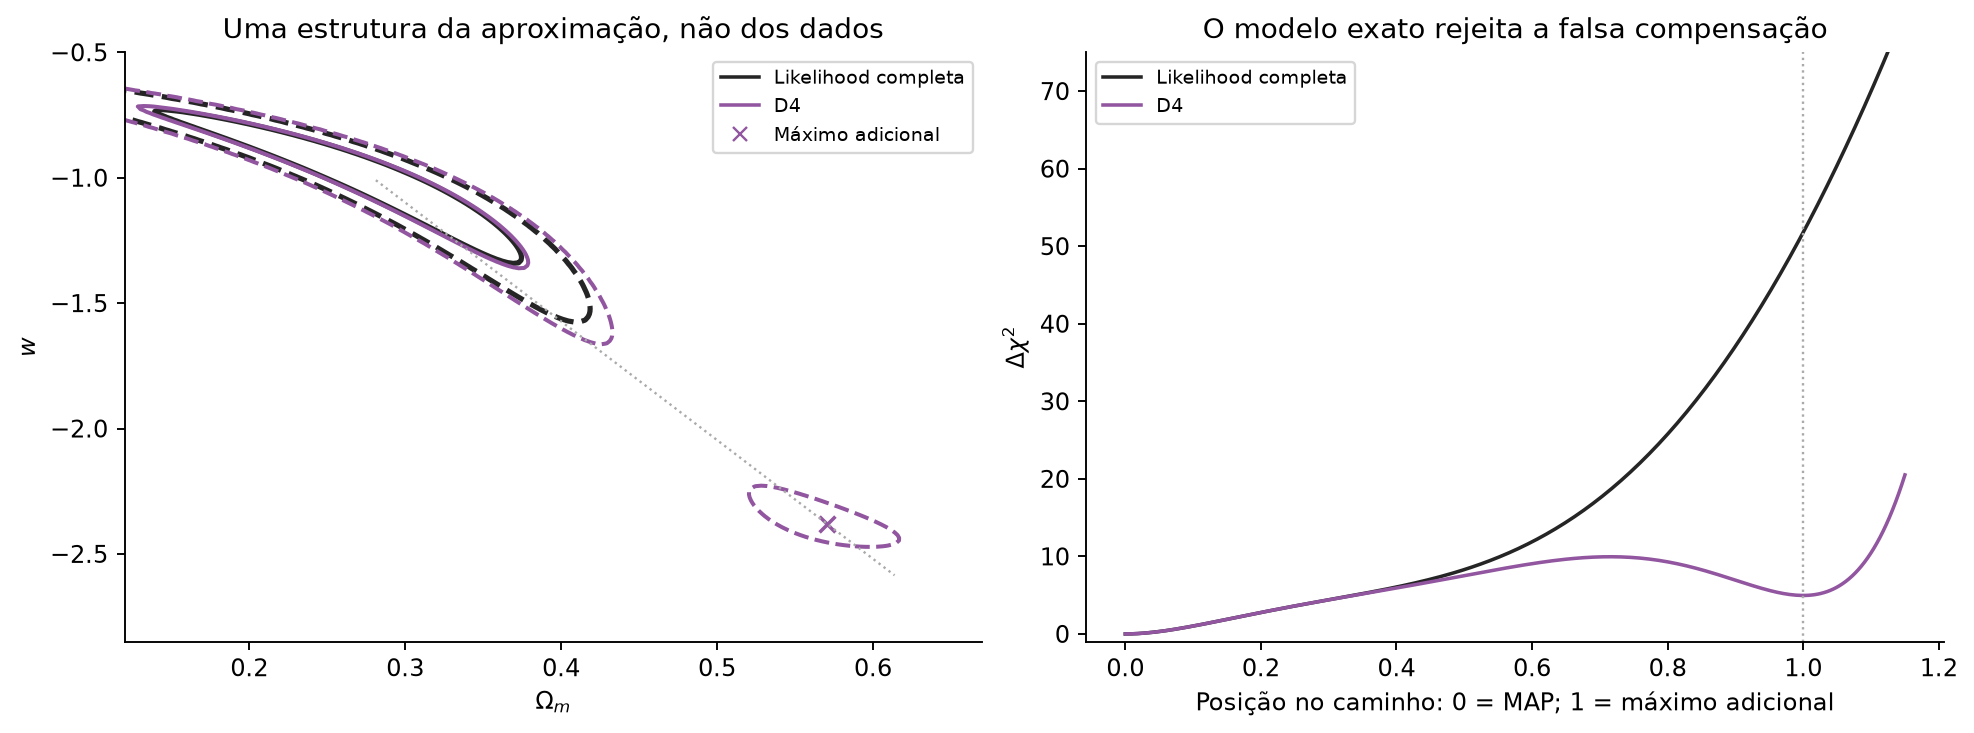 Uma estrutura da aproximação, não dos dados
−0.5
−1.0
−1.5
−2.0
−2.5
w
0.2
0.3
0.4
0.5
0.6
Ωm
Likelihood completa
D4
Máximo adicional
O modelo exato rejeita a falsa compensação
Likelihood completa
D4
70
60
50
40
30
20
10
0
Δχ²
0.0
0.2
0.4
0.6
0.8
1.0
1.2
Posição no caminho: 0 = MAP; 1 = máximo adicional